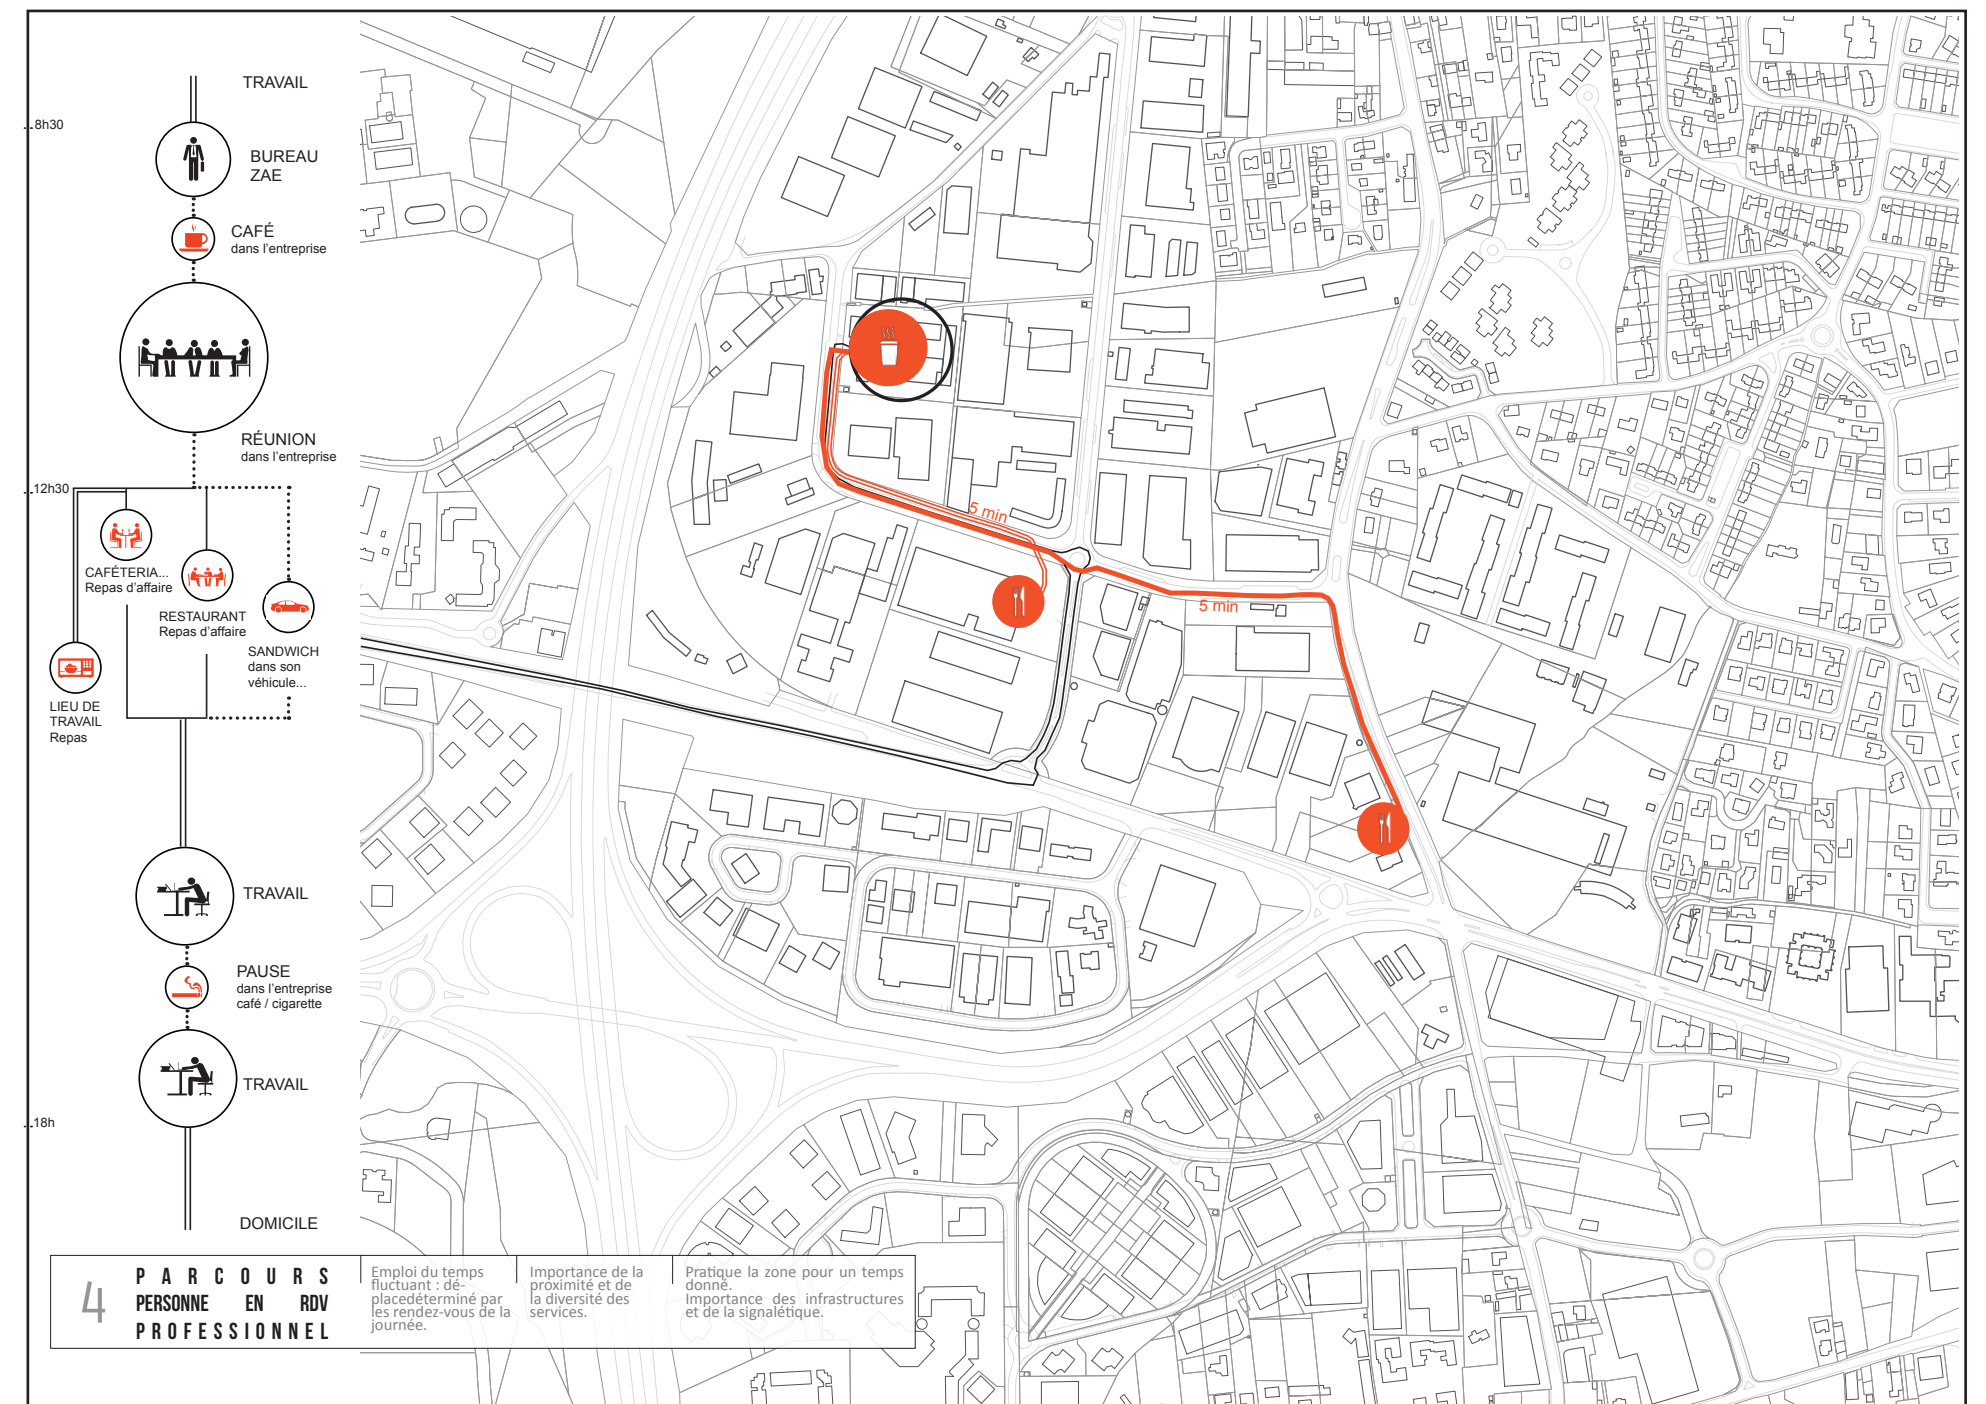 TRAVAIL
..8h30
BUREAU
ZAE
CAFÉ
dans l'entreprise
RÉUNION
dans l'entreprise
..12h30
CAFÉTERIA...
Repas d'affaire
RESTAURANT
Repas d'affaire
SANDWICH
dans son
véhicule...
LIEU DE
TRAVAIL
Repas
TRAVAIL
PAUSE
dans l'entreprise
café / cigarette
TRAVAIL
..18h
DOMICILE
5 min
5 min
4
PARCOURS
PERSONNE EN RDV
PROFESSIONNEL
Emploi du temps
fluctuant : dé-
placedéterminé par
les rendez-vous de la
journée.
Importance de la
proximité et de
la diversité des
services.
Pratique la zone pour un temps
donné.
Importance des infrastructures
et de la signalétique.